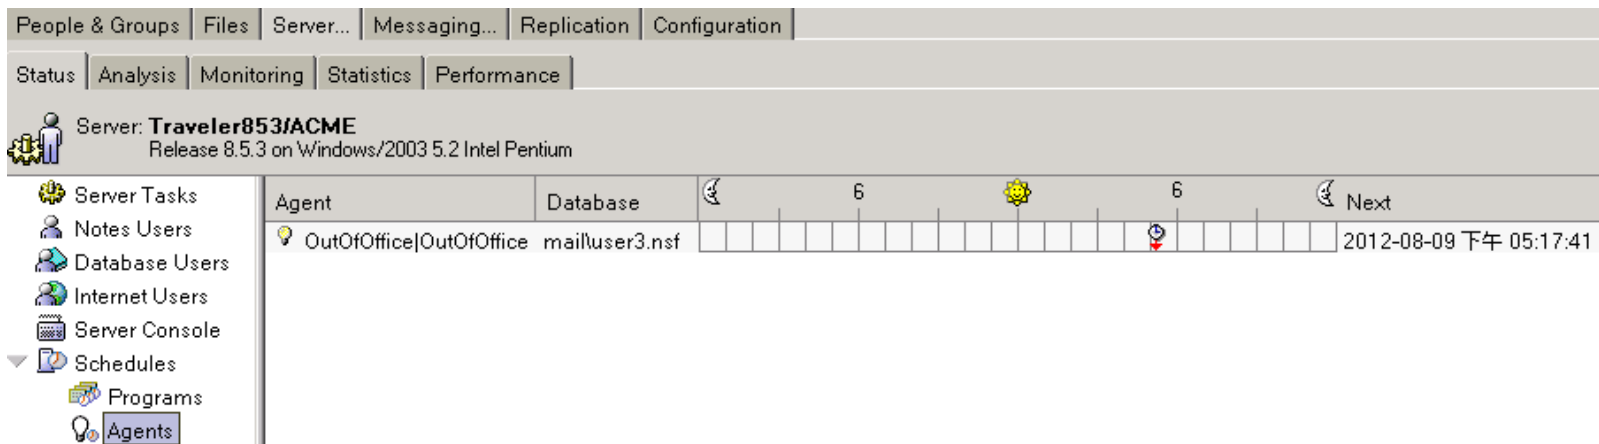 People & Groups Files Server... Messaging... Replication Configuration
Status Analysis Monitoring Statistics Performance
Server: Traveler853/ACME
Release 8.5.3 on Windows/2003 5.2 Intel Pentium
Server Tasks
Notes Users
Database Users
Internet Users
Server Console
Schedules
Programs
Agents
Agent Database 6 6 Next
OutOfOffice|OutOfOffice mail\user3.nsf 2012-08-09 下午 05:17:41